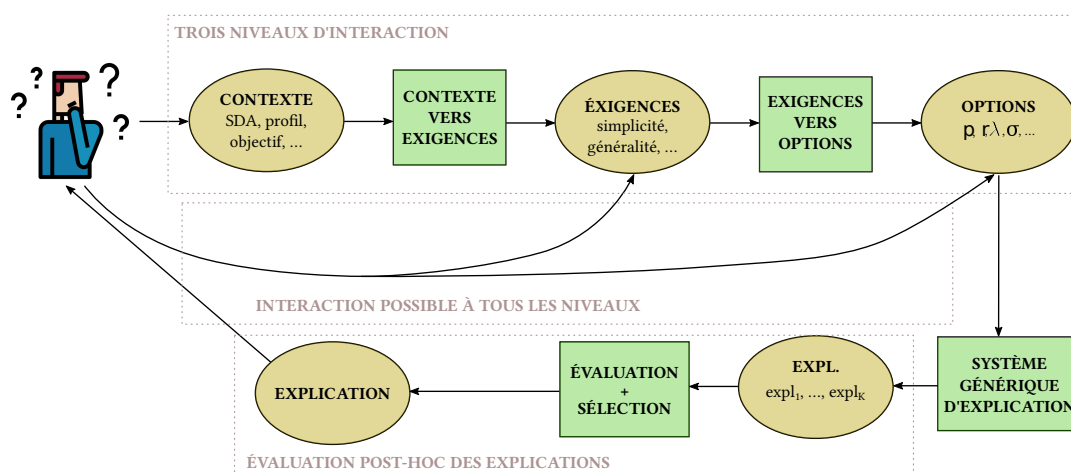 TROIS NIVEAUX D'INTERACTION
? ? ? ?
CONTEXTE
SDA, profil,
objectif, ...
CONTEXTE
VERS
EXIGENCES
ÉXIGENCES
simplicité,
généralité, ...
EXIGENCES
VERS
OPTIONS
OPTIONS
p, r, λ, σ, ...
INTERACTION POSSIBLE À TOUS LES NIVEAUX
EXPLICATION
ÉVALUATION
+
SÉLECTION
EXPL.
expl₁, ..., expl_K
SYSTÈME
GÉNÉRIQUE
D'EXPLICATION
ÉVALUATION POST-HOC DES EXPLICATIONS